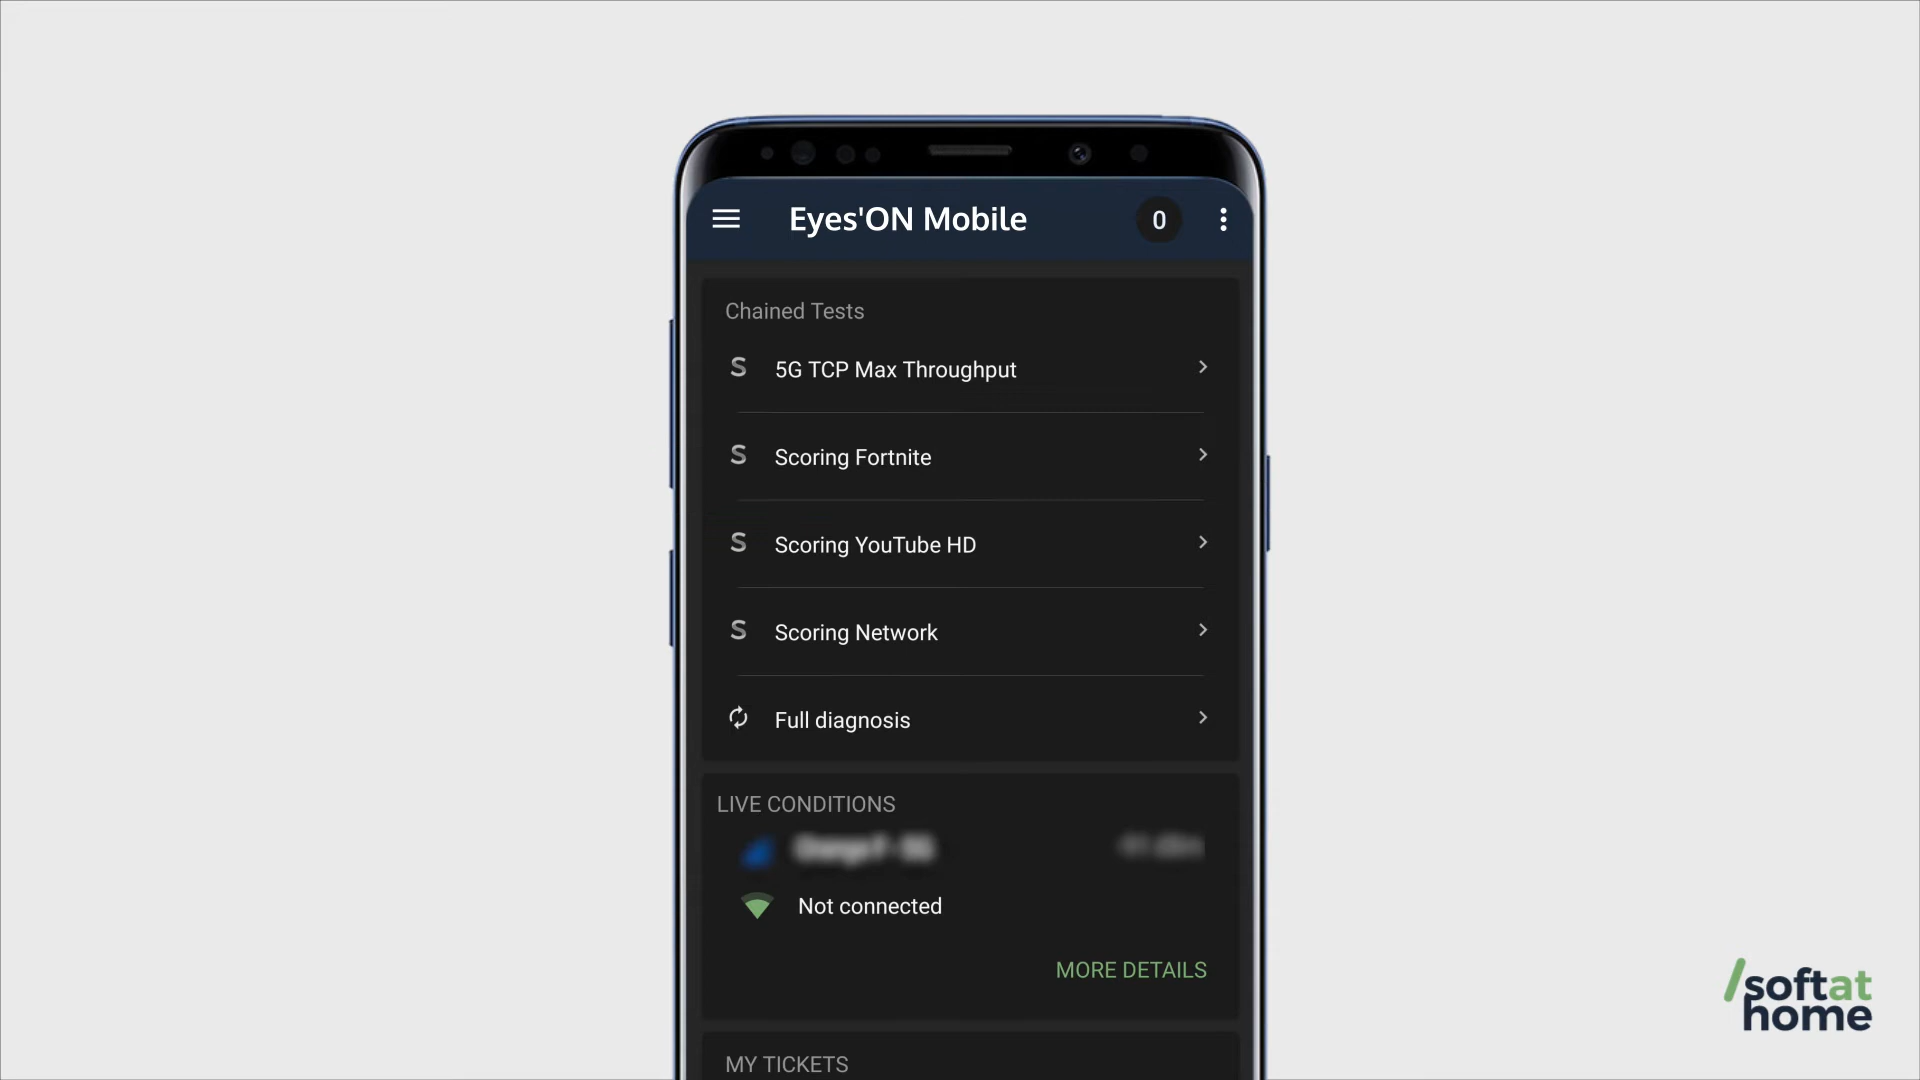 Eyes'ON Mobile
0
Chained Tests
S 5G TCP Max Throughput
S Scoring Fortnite
S Scoring YouTube HD
S Scoring Network
Full diagnosis
LIVE CONDITIONS
Not connected
MORE DETAILS
MY TICKETS
/softat
home